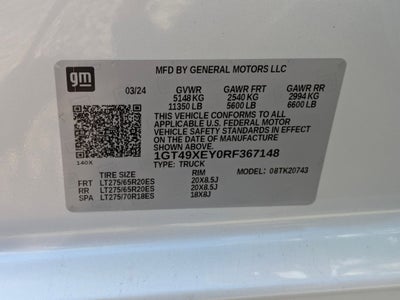 gm
MFD BY GENERAL MOTORS LLC
03/24 GVWR GAWR FRT GAWR RR
5148 KG 2540 KG 2994 KG
11350 LB 5600 LB 6600 LB
THIS VEHICLE CONFORMS TO ALL
APPLICABLE U.S. FEDERAL MOTOR
VEHICLE SAFETY STANDARDS IN EFFECT
ON THE DATE OF MANUFACTURE
SHOWN ABOVE.
1GT49XEY0RF367148
140X TYPE: TRUCK
TIRE SIZE RIM MODEL: 08TK20743
FRT LT275/65R20ES 20X8.5J
RR LT275/65R20ES 20X8.5J
SPA LT275/70R18ES 18X8J